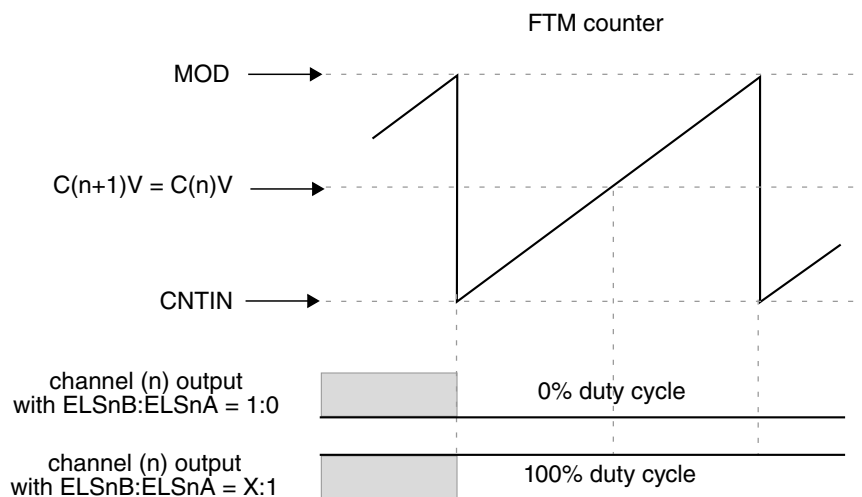 FTM counter
MOD
C(n+1)V = C(n)V
CNTIN
channel (n) output
with ELSnB:ELSnA = 1:0
0% duty cycle
channel (n) output
with ELSnB:ELSnA = X:1
100% duty cycle